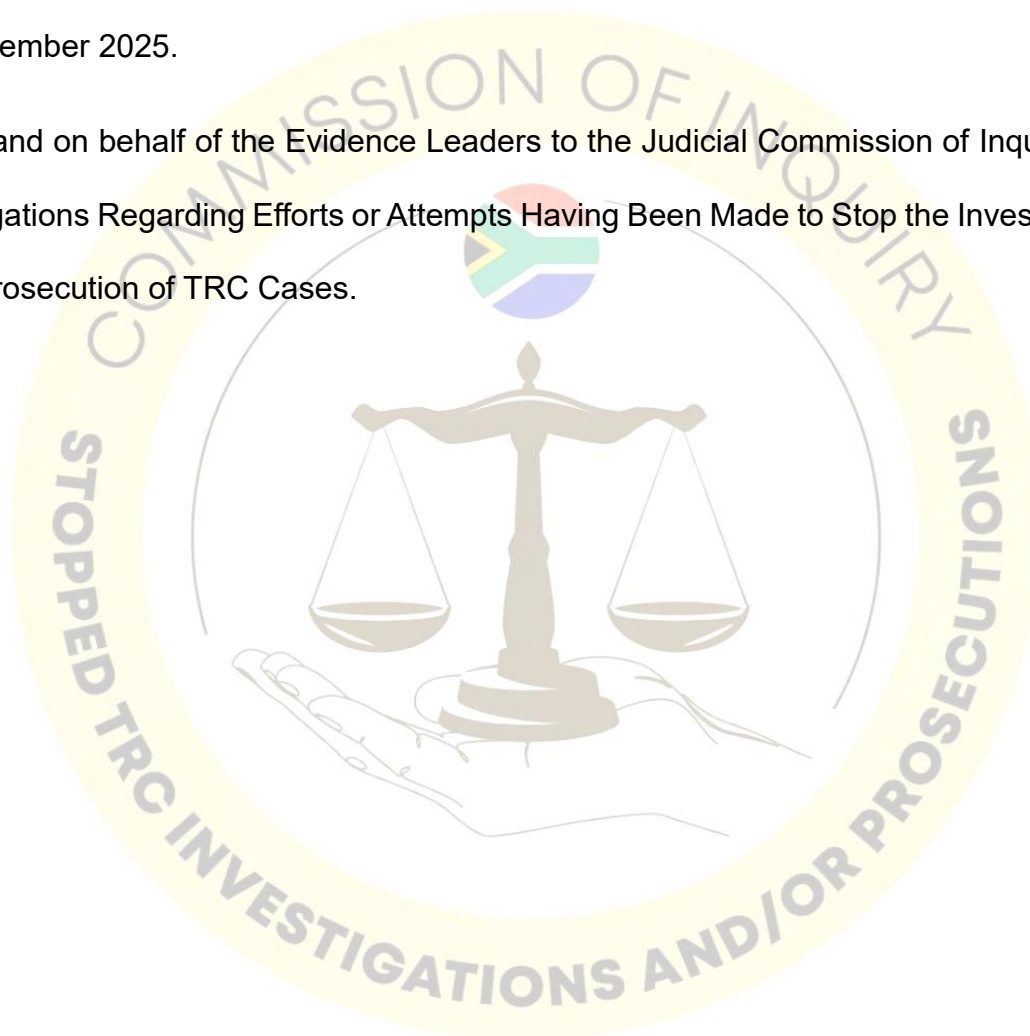 ember 2025.
and on behalf of the Evidence Leaders to the Judicial Commission of Inqu
gations Regarding Efforts or Attempts Having Been Made to Stop the Inves
rosecution of TRC Cases.
COMMISSION OF INQUIRY
STOPPED TRC INVESTIGATIONS AND/OR PROSECUTIONS